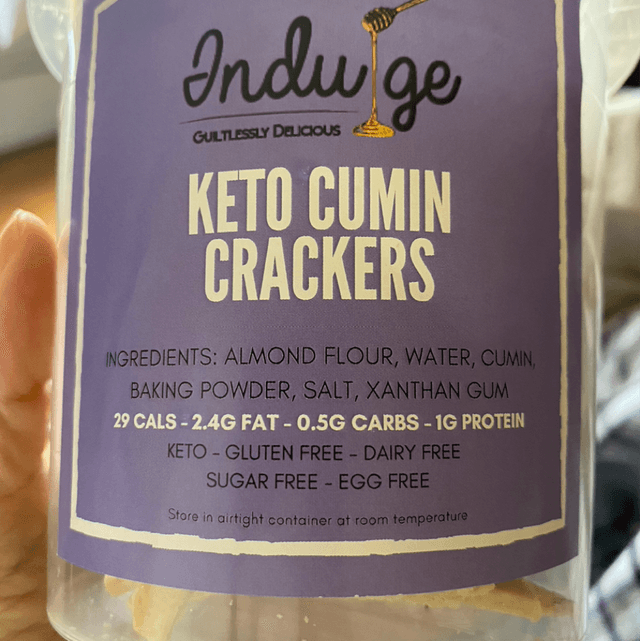 Indulge
GUILTLESSLY DELICIOUS
KETO CUMIN
CRACKERS
INGREDIENTS: ALMOND FLOUR, WATER, CUMIN,
BAKING POWDER, SALT, XANTHAN GUM
29 CALS - 2.4G FAT - 0.5G CARBS - 1G PROTEIN
KETO - GLUTEN FREE - DAIRY FREE
SUGAR FREE - EGG FREE
Store in airtight container at room temperature